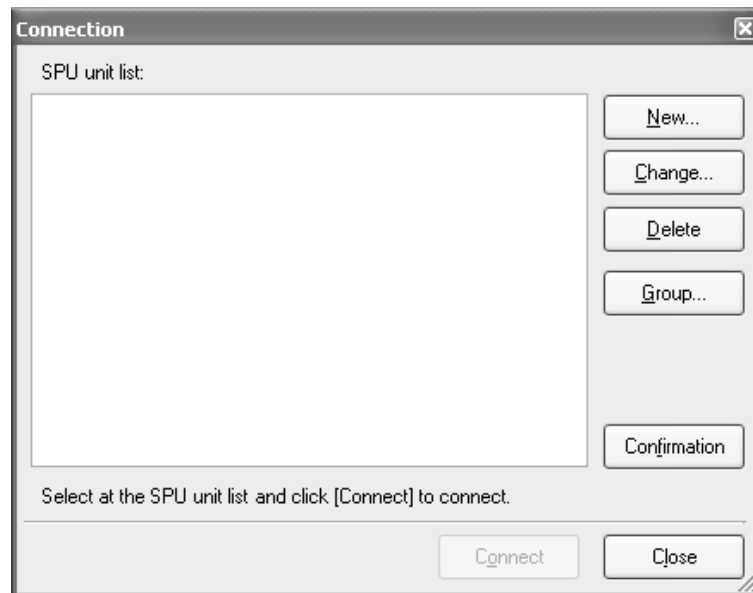 Connection
SPU unit list:
New...
Change...
Delete
Group...
Confirmation
Select at the SPU unit list and click [Connect] to connect.
Connect
Close